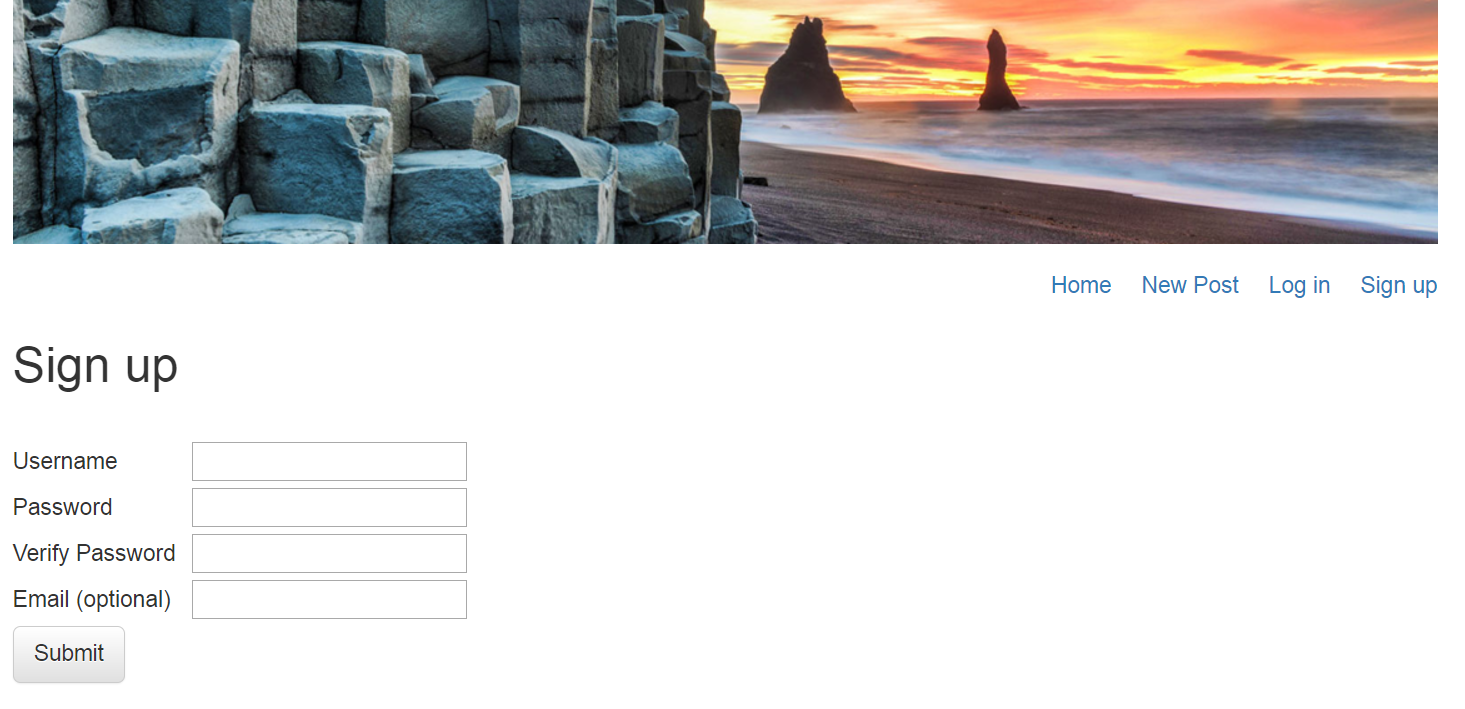 Home New Post Log in Sign up
Sign up
Username
Password
Verify Password
Email (optional)
Submit